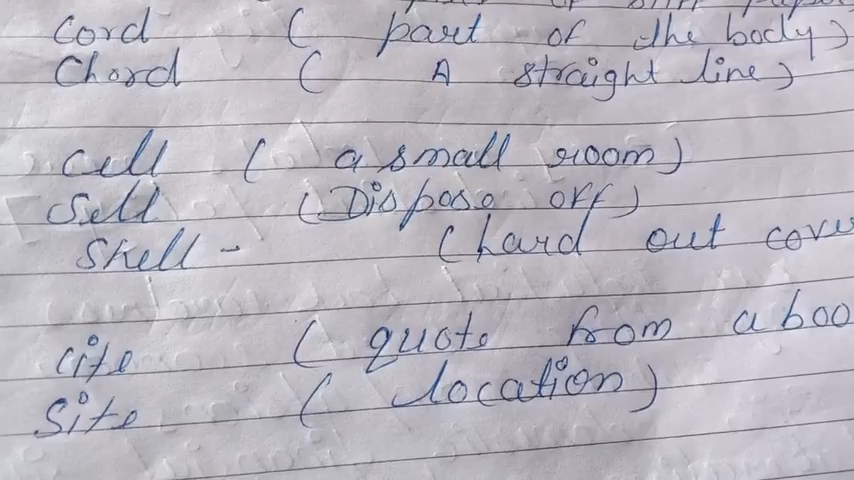 Cord ( part of the body)
Chord ( A straight line)
Cell ( a small room)
Sell ( Dispose off)
Shell - (hard out
cite ( quote from a
Site ( location)